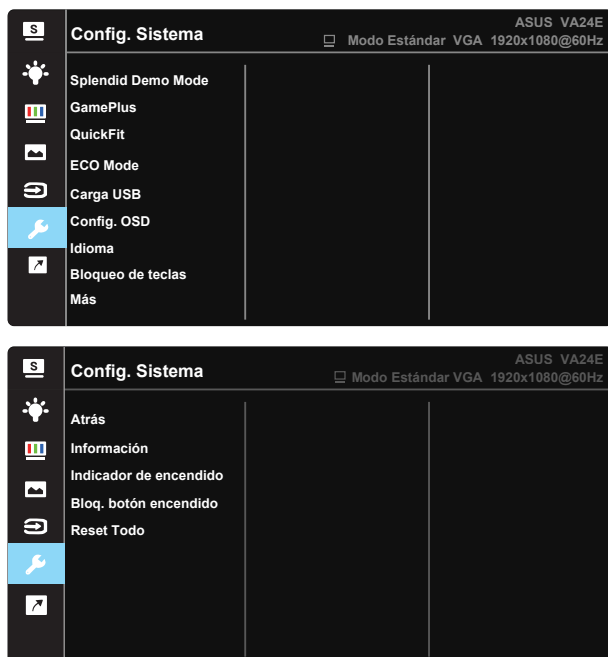 S
Config. Sistema
ASUS VA24E
Modo Estándar VGA 1920x1080@60Hz
Splendid Demo Mode
GamePlus
QuickFit
ECO Mode
Carga USB
Config. OSD
Idioma
Bloqueo de teclas
Más
S
Config. Sistema
ASUS VA24E
Modo Estándar VGA 1920x1080@60Hz
Atrás
Información
Indicador de encendido
Bloq. botón encendido
Reset Todo